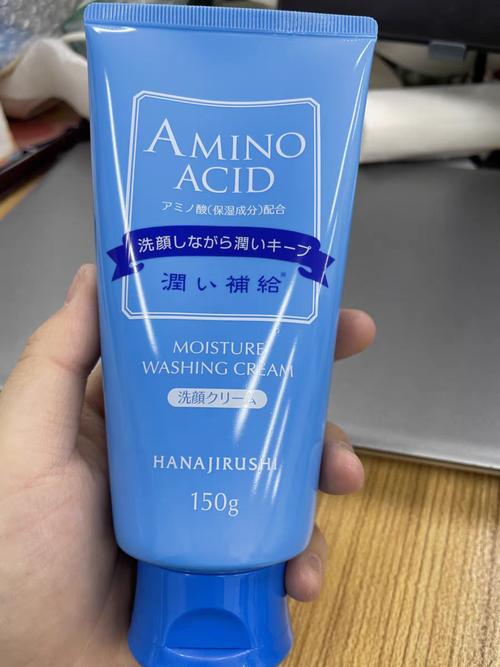 AMINO
ACID
アミノ酸(保湿成分)配合
洗顔しながら潤いキープ
潤い補給※
MOISTURE
WASHING CREAM
洗顔クリーム
HANAJIRUSHI
150g